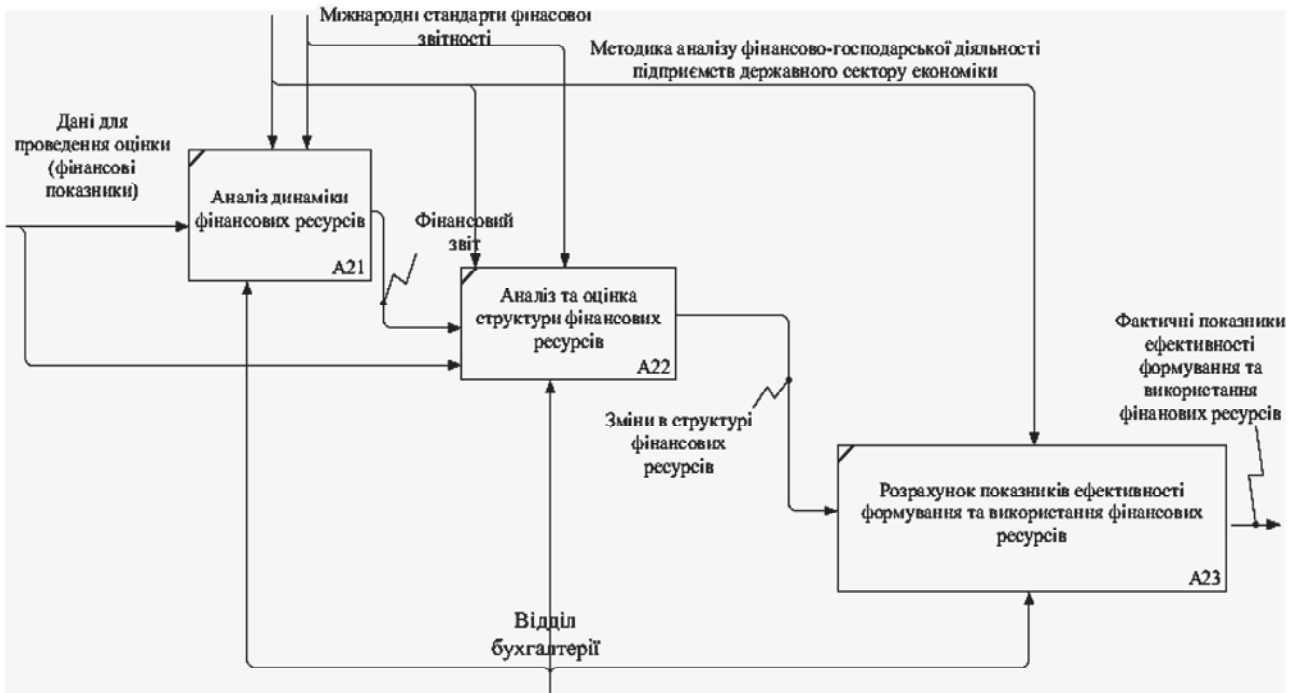 Міжнародні стандарти фінасової
звітності
Методика аналізу фінансово-господарської діяльності
підприємств державного сектору економіки
Дані для
проведення оцінки
(фінансові
показники)
Аналіз динаміки
фінансових ресурсів
A21
Фінансовий
звіт
Аналіз та оцінка
структури фінансових
ресурсів
A22
Зміни в структурі
фінансових
ресурсів
Фактичні показники
ефективності
формування та
використання
фінанових ресурсів
Розрахунок показників ефективності
формування та використання фінансових
ресурсів
A23
Відділ
бухгалтерії